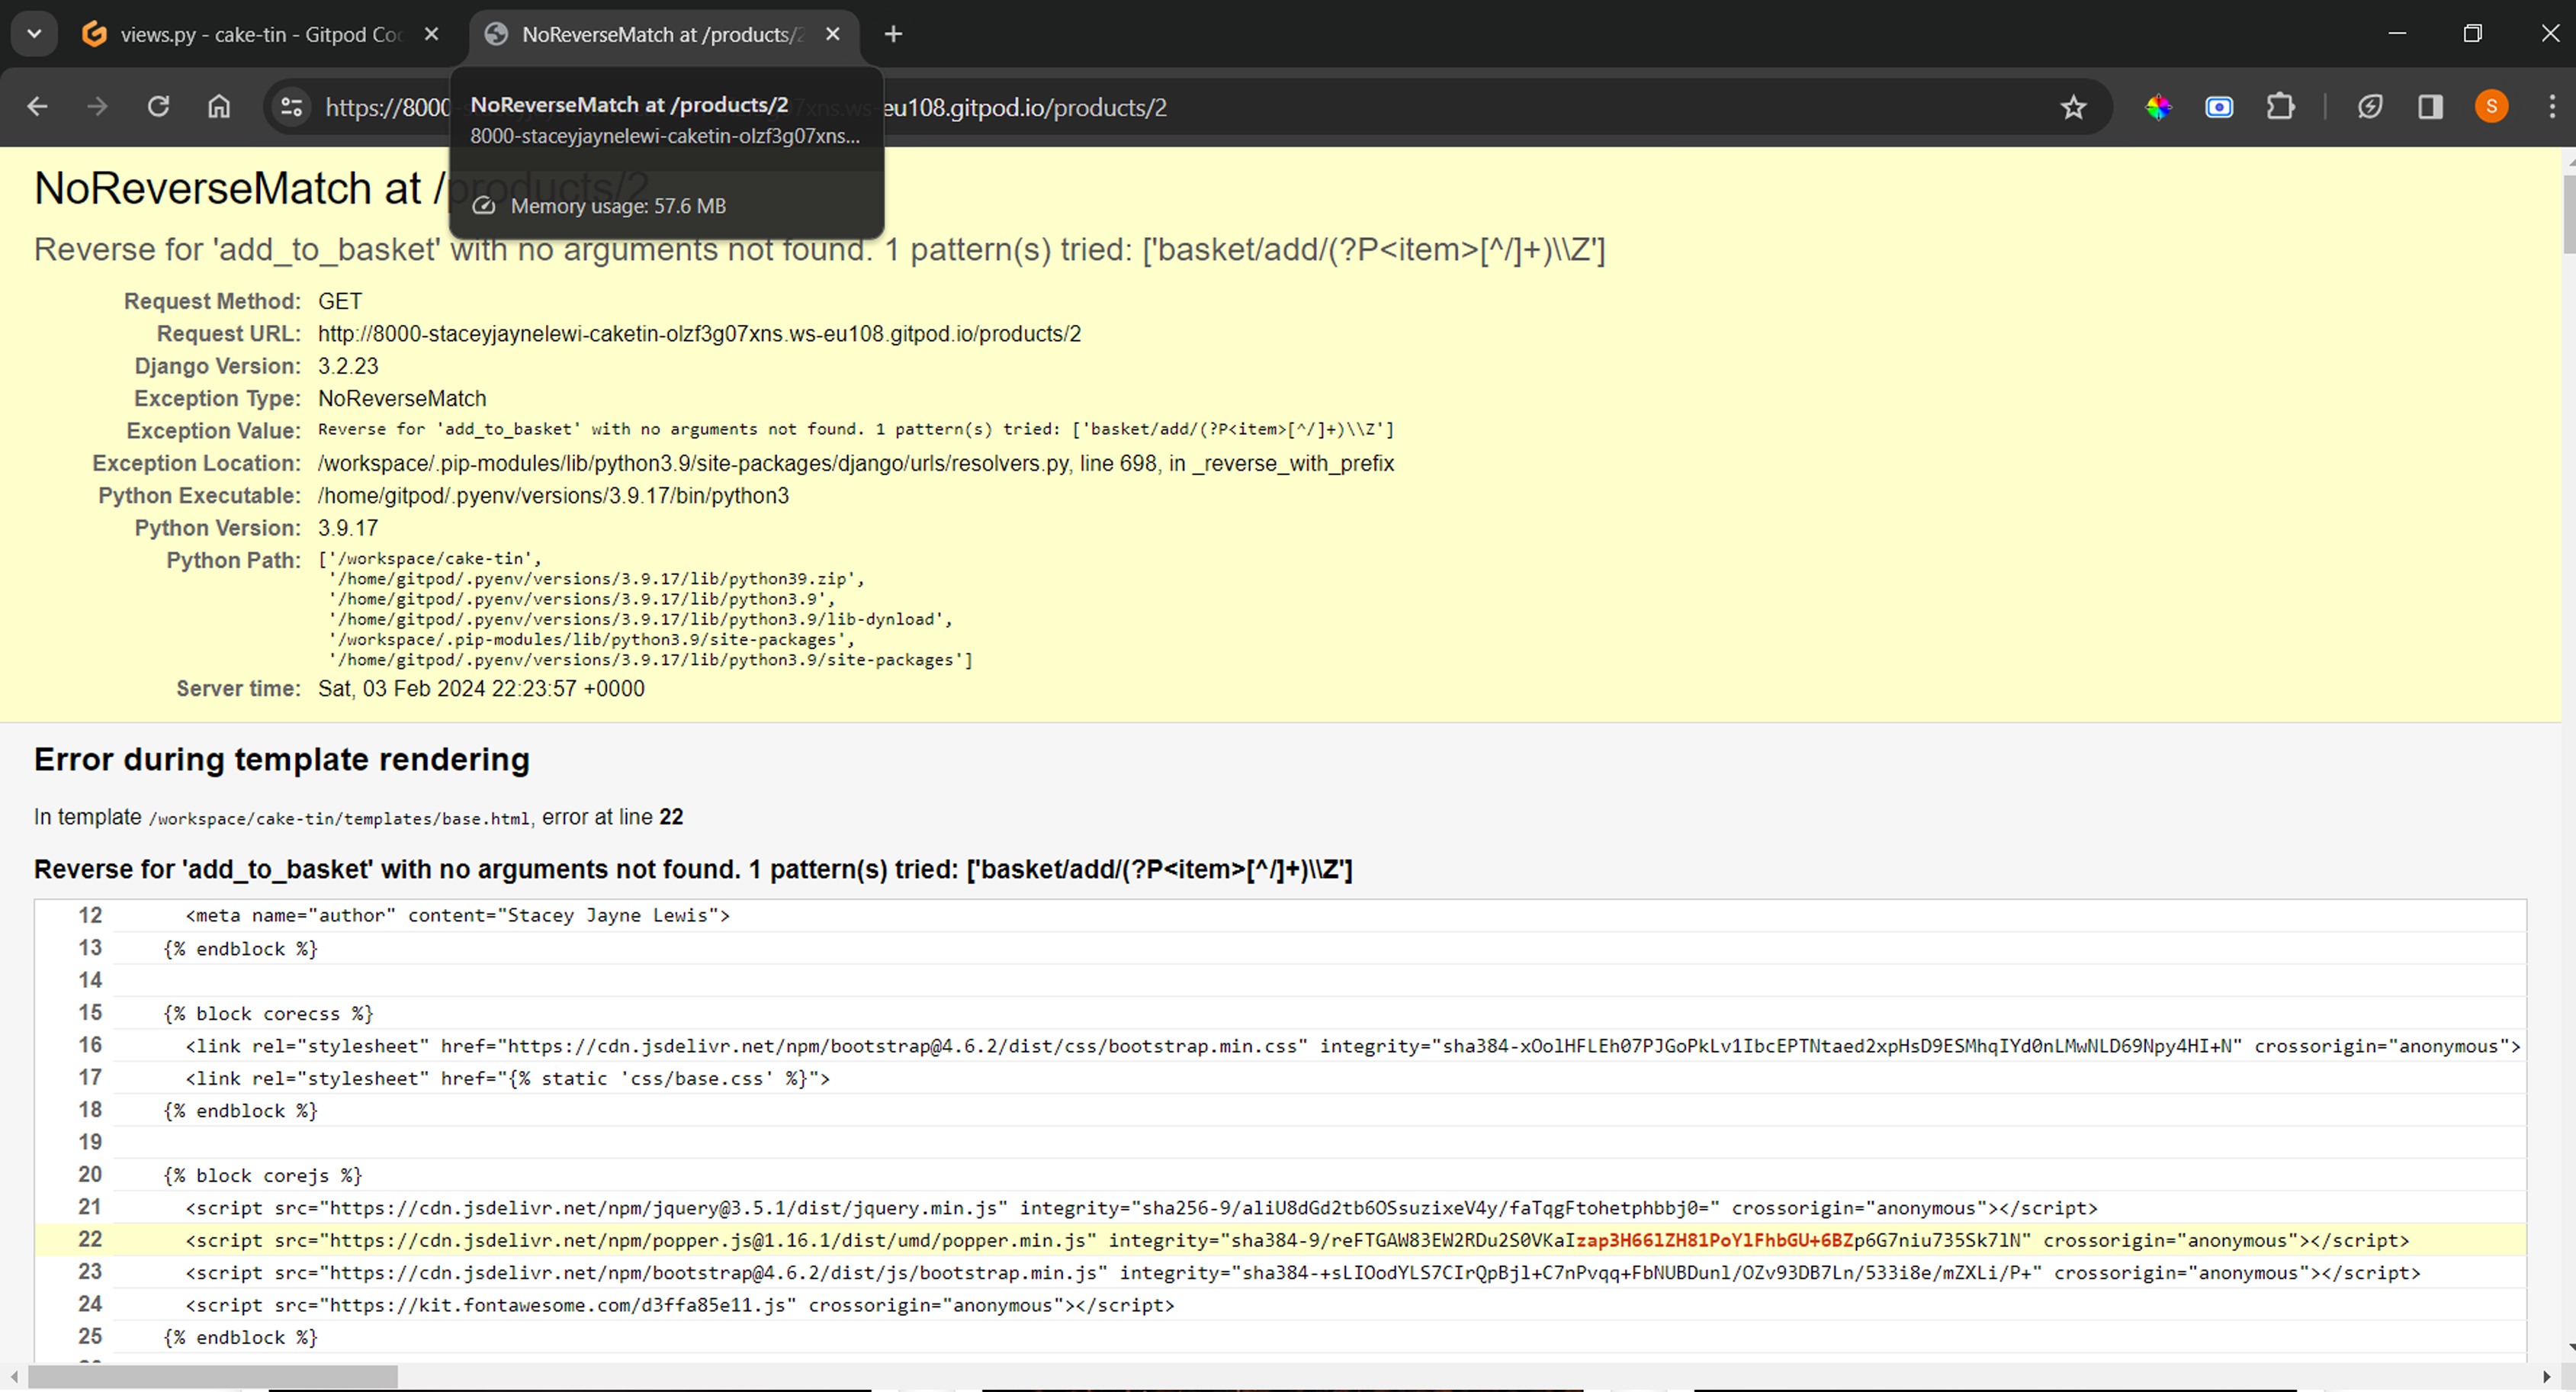 views.py - cake-tin - Gitpod Co
NoReverseMatch at /products/2
https://8000
eu108.gitpod.io/products/2
S
NoReverseMatch at /products/2
8000-staceyjaynelewi-caketin-olzf3g07xns...
Memory usage: 57.6 MB
NoReverseMatch at /products/2
Reverse for 'add_to_basket' with no arguments not found. 1 pattern(s) tried: ['basket/add/(?P<item>[^/]+)\\Z']
Request Method: GET
Request URL: http://8000-staceyjaynelewi-caketin-olzf3g07xns.ws-eu108.gitpod.io/products/2
Django Version: 3.2.23
Exception Type: NoReverseMatch
Exception Value: Reverse for 'add_to_basket' with no arguments not found. 1 pattern(s) tried: ['basket/add/(?P<item>[^/]+)\\Z']
Exception Location: /workspace/.pip-modules/lib/python3.9/site-packages/django/urls/resolvers.py, line 698, in _reverse_with_prefix
Python Executable: /home/gitpod/.pyenv/versions/3.9.17/bin/python3
Python Version: 3.9.17
Python Path: ['/workspace/cake-tin',
'/home/gitpod/.pyenv/versions/3.9.17/lib/python39.zip',
'/home/gitpod/.pyenv/versions/3.9.17/lib/python3.9',
'/home/gitpod/.pyenv/versions/3.9.17/lib/python3.9/lib-dynload',
'/workspace/.pip-modules/lib/python3.9/site-packages',
'/home/gitpod/.pyenv/versions/3.9.17/lib/python3.9/site-packages']
Server time: Sat, 03 Feb 2024 22:23:57 +0000
Error during template rendering
In template /workspace/cake-tin/templates/base.html, error at line 22
Reverse for 'add_to_basket' with no arguments not found. 1 pattern(s) tried: ['basket/add/(?P<item>[^/]+)\\Z']
12 <meta name="author" content="Stacey Jayne Lewis">
13 {% endblock %}
14
15 {% block corecss %}
16 <link rel="stylesheet" href="https://cdn.jsdelivr.net/npm/bootstrap@4.6.2/dist/css/bootstrap.min.css" integrity="sha384-xOolHFLEh07PJGoPkLv1IbcEPTNtaed2xpHsD9ESMhqIYd0nLMwNLD69Npy4HI+N" crossorigin="anonymous">
17 <link rel="stylesheet" href="{% static 'css/base.css' %}">
18 {% endblock %}
19
20 {% block corejs %}
21 <script src="https://cdn.jsdelivr.net/npm/jquery@3.5.1/dist/jquery.min.js" integrity="sha256-9/aliU8dGd2tb6OSsuzixeV4y/faTqgFtohetphbbj0=" crossorigin="anonymous"></script>
22 <script src="https://cdn.jsdelivr.net/npm/popper.js@1.16.1/dist/umd/popper.min.js" integrity="sha384-9/reFTGAW83EW2RDu2S0VKaIzap3H66lZH81PoYlFhbGU+6BZp6G7niu735Sk7lN" crossorigin="anonymous"></script>
23 <script src="https://cdn.jsdelivr.net/npm/bootstrap@4.6.2/dist/js/bootstrap.min.js" integrity="sha384-+sLIOodYLS7CIrQpBjl+C7nPvqq+FbNUBDunl/OZv93DB7Ln/533i8e/mZXLi/P+" crossorigin="anonymous"></script>
24 <script src="https://kit.fontawesome.com/d3ffa85e11.js" crossorigin="anonymous"></script>
25 {% endblock %}